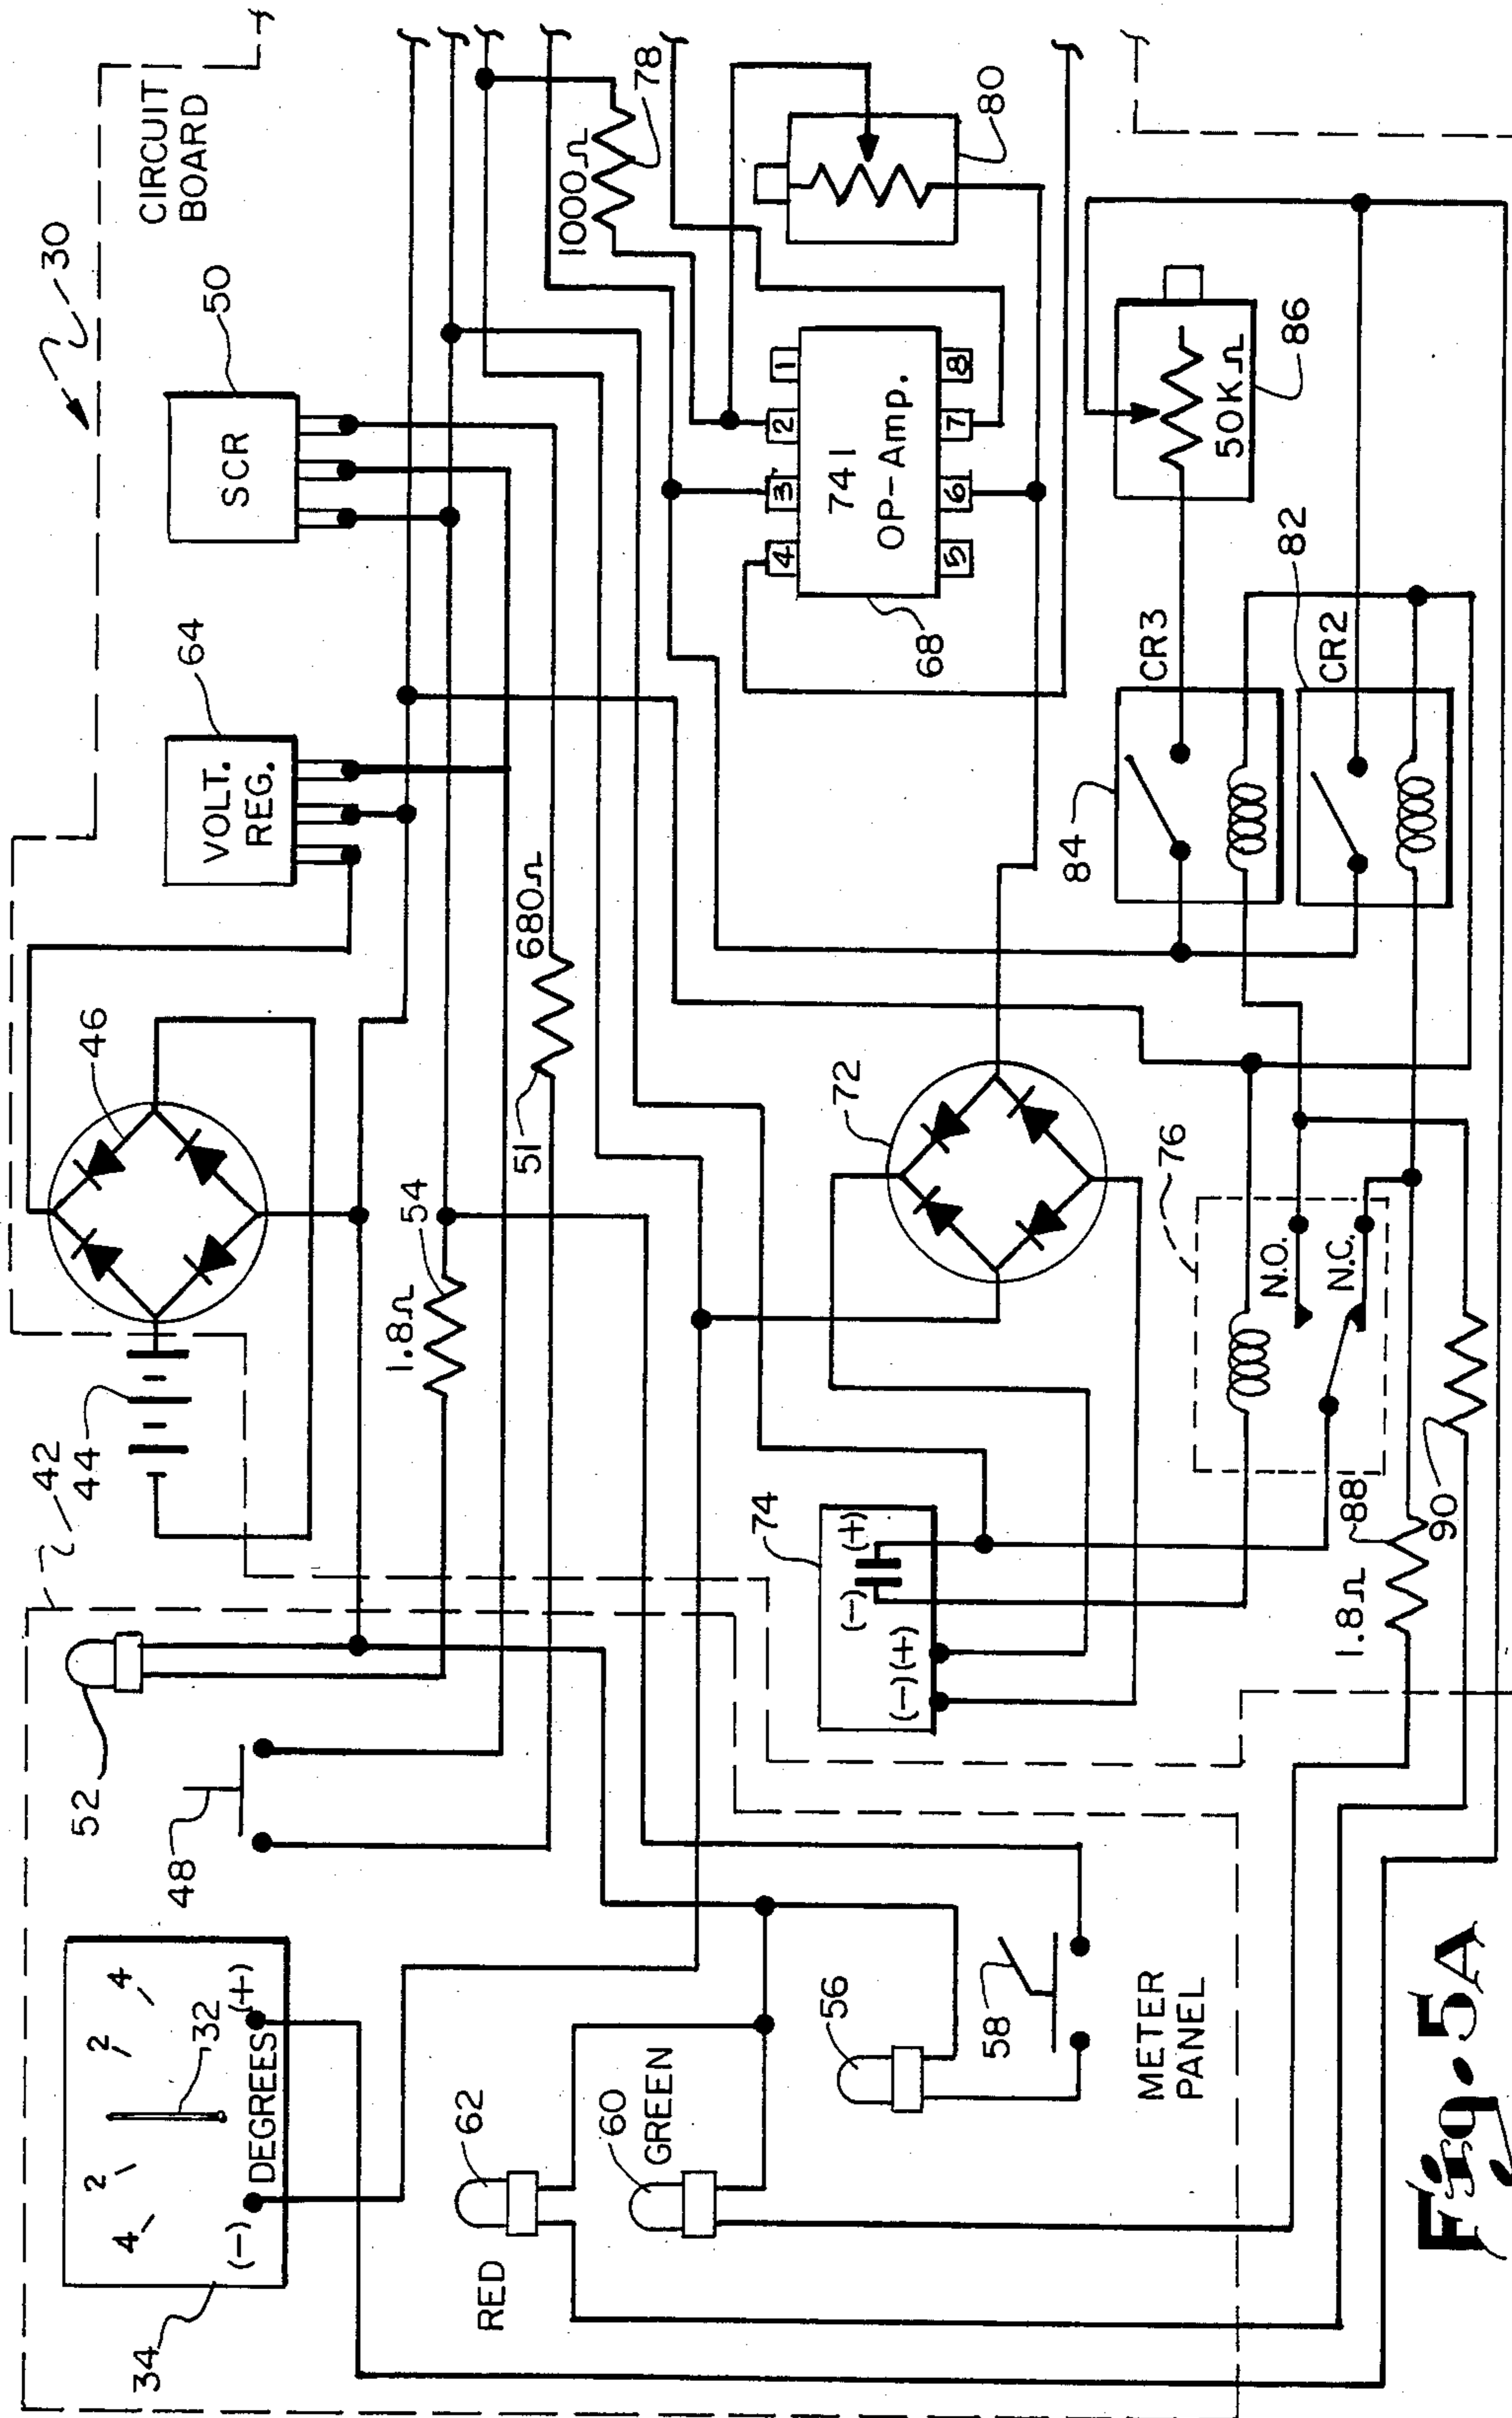 42
44
46
64
VOLT.
REG.
50
SCR
30
CIRCUIT
BOARD
52
48
34
4
2
2
4
32
(-)
DEGREES
(+)
1.8Ω
54
51
680Ω
1000Ω
78
RED
62
60
GREEN
56
58
METER
PANEL
74
(-)
(+)
(-)
(+)
72
76
N.O.
N.C.
1.8Ω
88
90
68
741
OP-Amp.
4
3
2
1
5
6
7
8
80
84
CR3
82
CR2
50KΩ
86
Fig. 5A